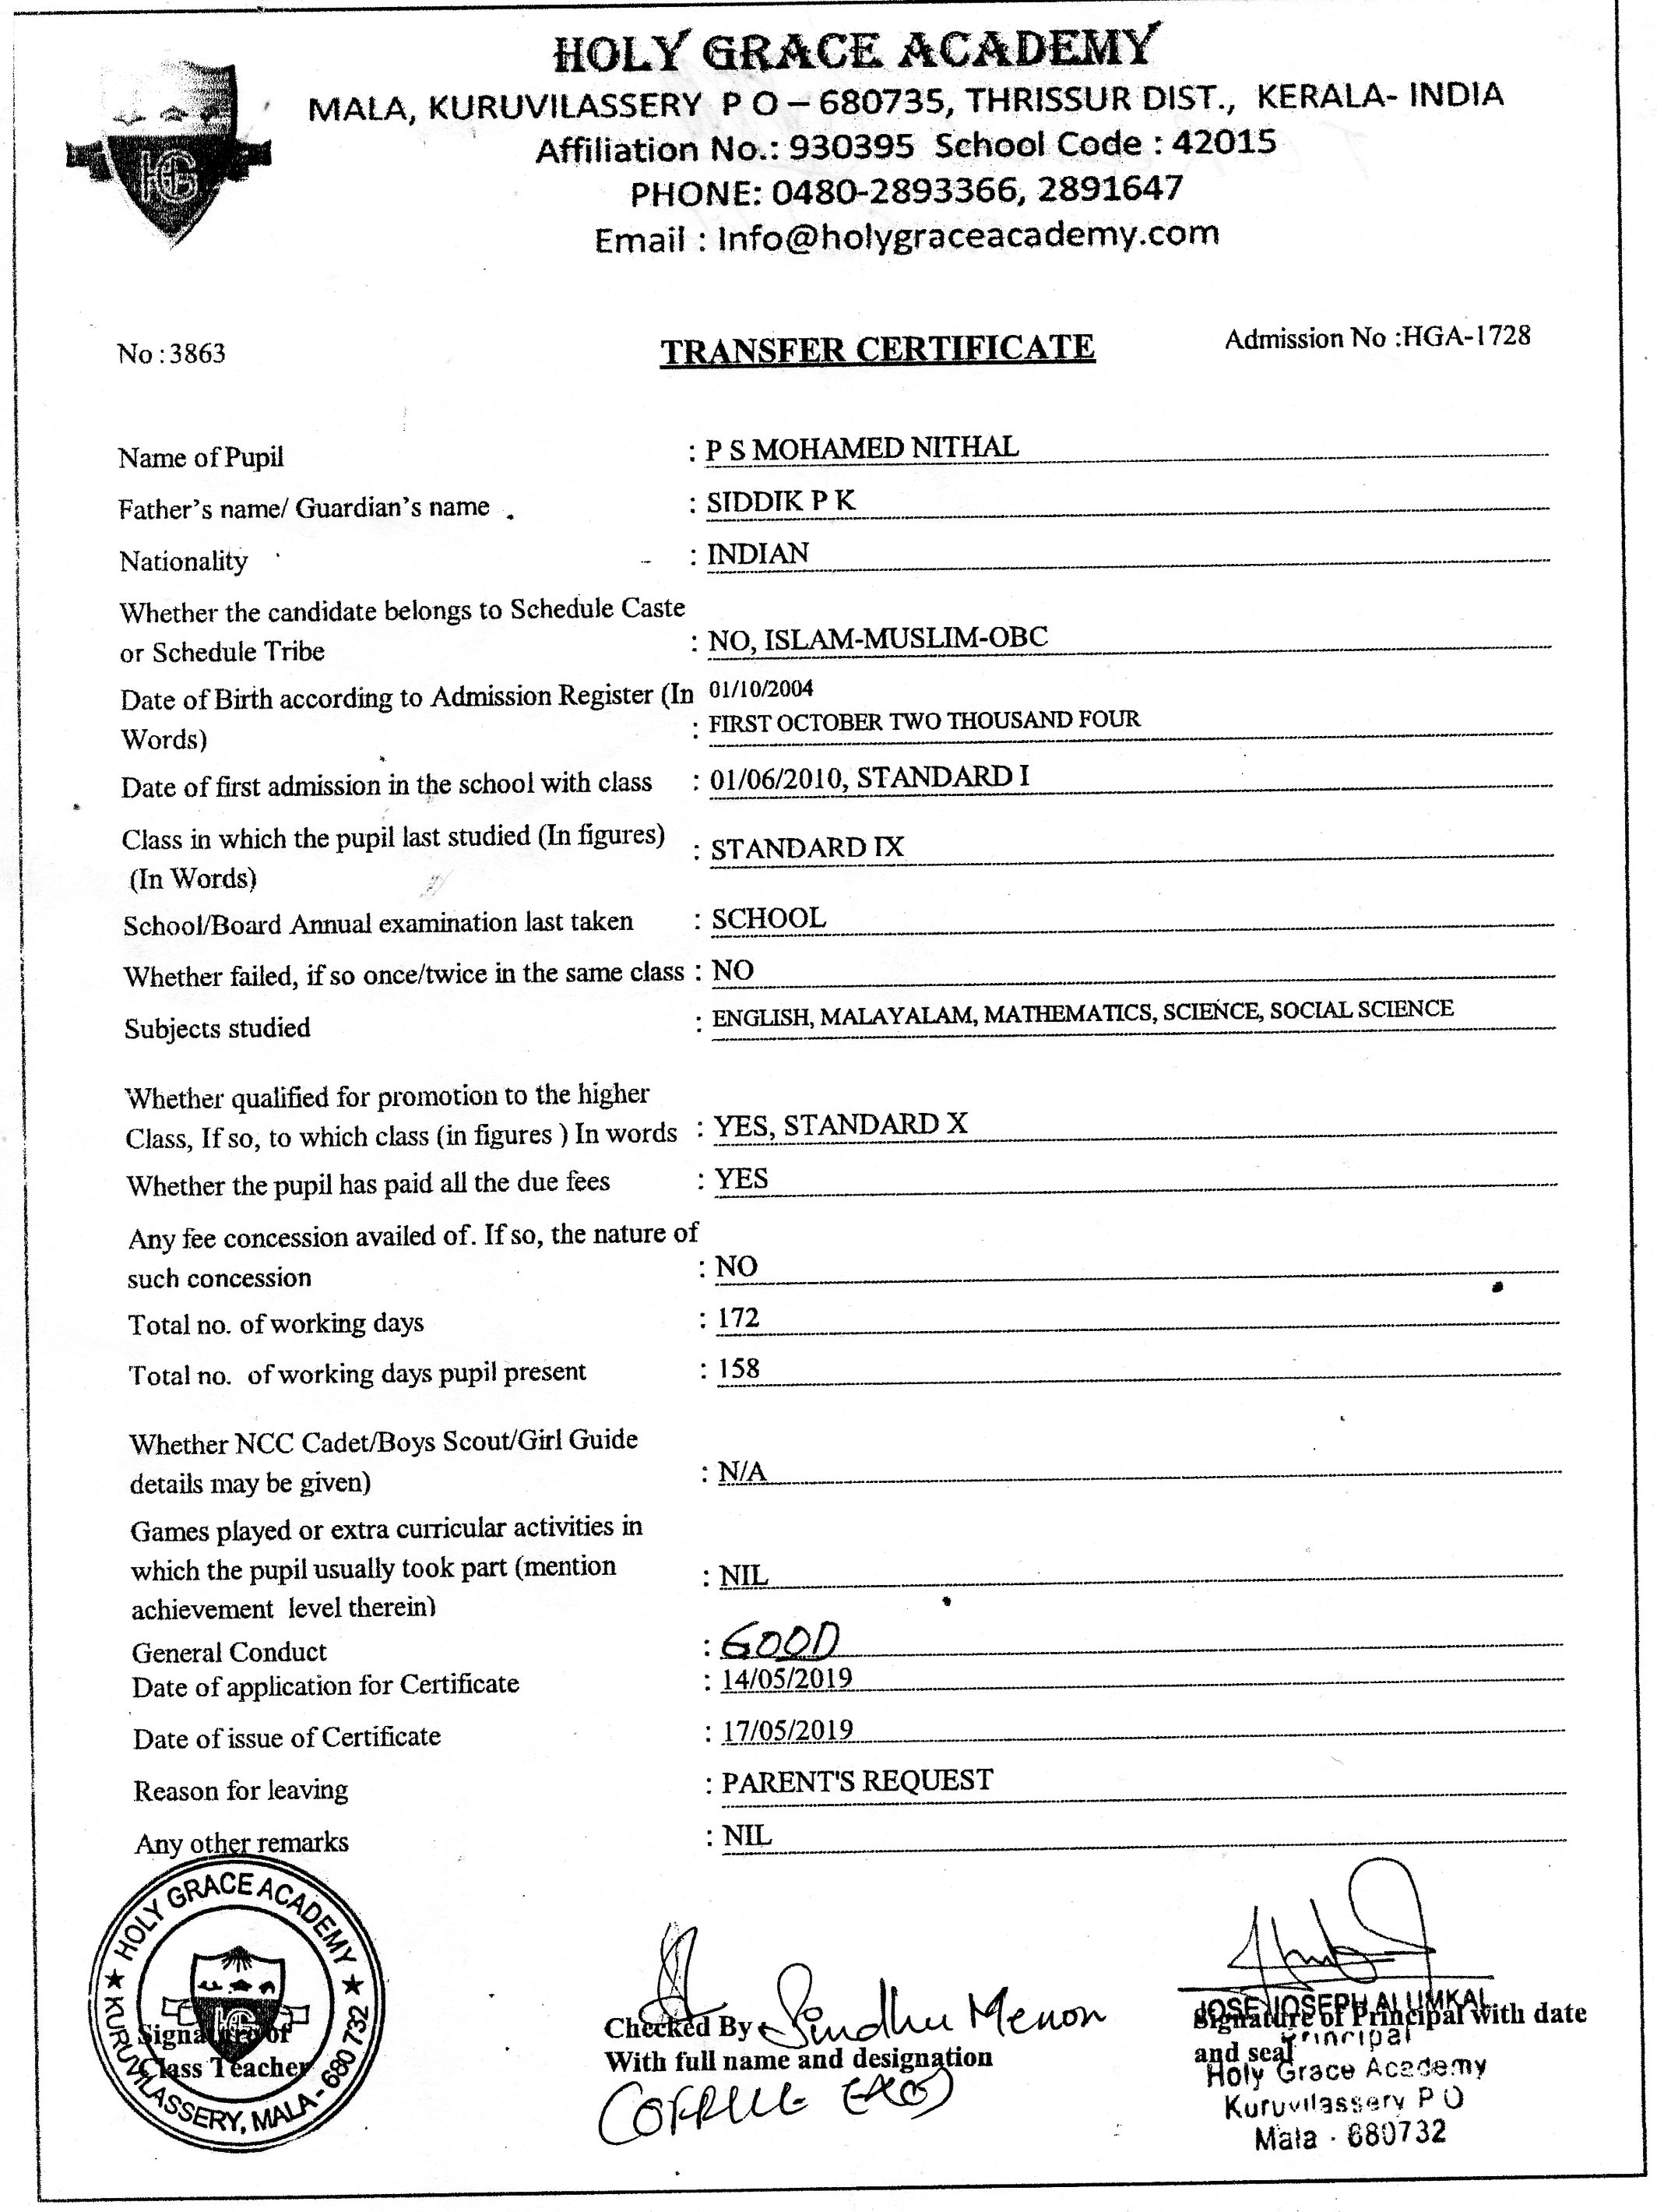 HOLY GRACE ACADEMY
MALA, KURUVILASSERY P O – 680735, THRISSUR DIST., KERALA- INDIA
Affiliation No.: 930395 School Code : 42015
PHONE: 0480-2893366, 2891647
Email : Info@holygraceacademy.com
HG
No : 3863 TRANSFER CERTIFICATE Admission No :HGA-1728
Name of Pupil : P S MOHAMED NITHAL
Father's name/ Guardian's name : SIDDIK P K
Nationality : INDIAN
Whether the candidate belongs to Schedule Caste
or Schedule Tribe : NO, ISLAM-MUSLIM-OBC
Date of Birth according to Admission Register (In 01/10/2004
Words) : FIRST OCTOBER TWO THOUSAND FOUR
Date of first admission in the school with class : 01/06/2010, STANDARD I
Class in which the pupil last studied (In figures) : STANDARD IX
(In Words)
School/Board Annual examination last taken : SCHOOL
Whether failed, if so once/twice in the same class : NO
Subjects studied : ENGLISH, MALAYALAM, MATHEMATICS, SCIENCE, SOCIAL SCIENCE
Whether qualified for promotion to the higher
Class, If so, to which class (in figures ) In words : YES, STANDARD X
Whether the pupil has paid all the due fees : YES
Any fee concession availed of. If so, the nature of
such concession : NO
Total no. of working days : 172
Total no. of working days pupil present : 158
Whether NCC Cadet/Boys Scout/Girl Guide
details may be given) : N/A
Games played or extra curricular activities in
which the pupil usually took part (mention : NIL
achievement level therein)
General Conduct : GOOD
Date of application for Certificate : 14/05/2019
Date of issue of Certificate : 17/05/2019
Reason for leaving : PARENT'S REQUEST
Any other remarks : NIL
★ HOLY GRACE ACADEMY ★
KURUVILASSERY, MALA - 680 732
Signature of
Class Teacher
Checked By Sindhu Menon
With full name and designation
JOSE JOSEPH ALUMKAL
Signature of Principal with date
and seal
Principal
Holy Grace Academy
Kuruvilassery P O
Mala - 680732